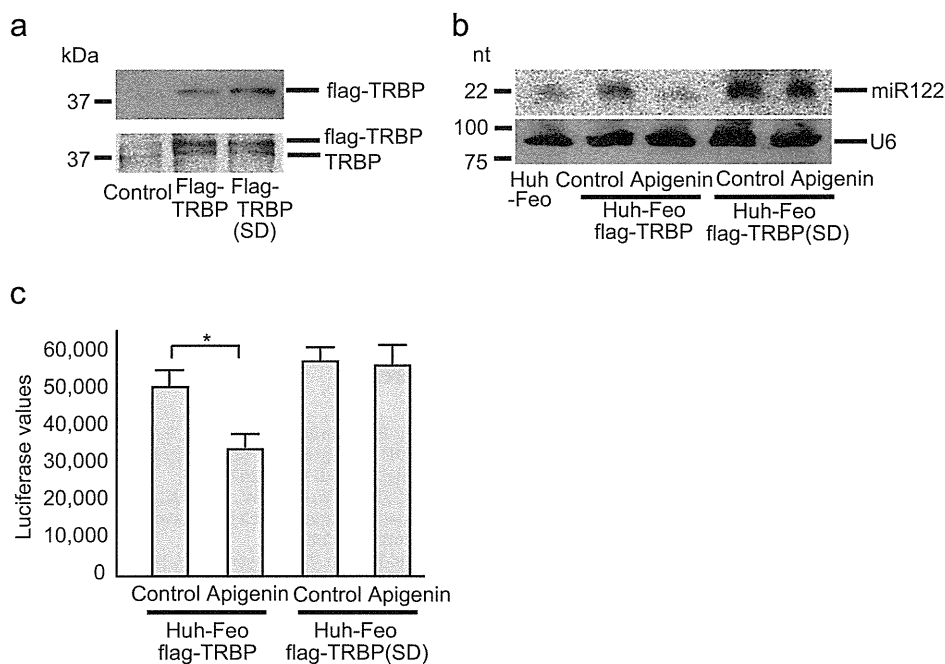 a
kDa
37
flag-TRBP
37
flag-TRBP
TRBP
Control
Flag-
TRBP
Flag-
TRBP
(SD)
b
nt
22
miR122
100
75
U6
Huh
-Feo
Control Apigenin
Huh-Feo
flag-TRBP
Control Apigenin
Huh-Feo
flag-TRBP(SD)
c
Luciferase values
60,000
50,000
40,000
30,000
20,000
10,000
0
*
Control Apigenin
Huh-Feo
flag-TRBP
Control Apigenin
Huh-Feo
flag-TRBP(SD)